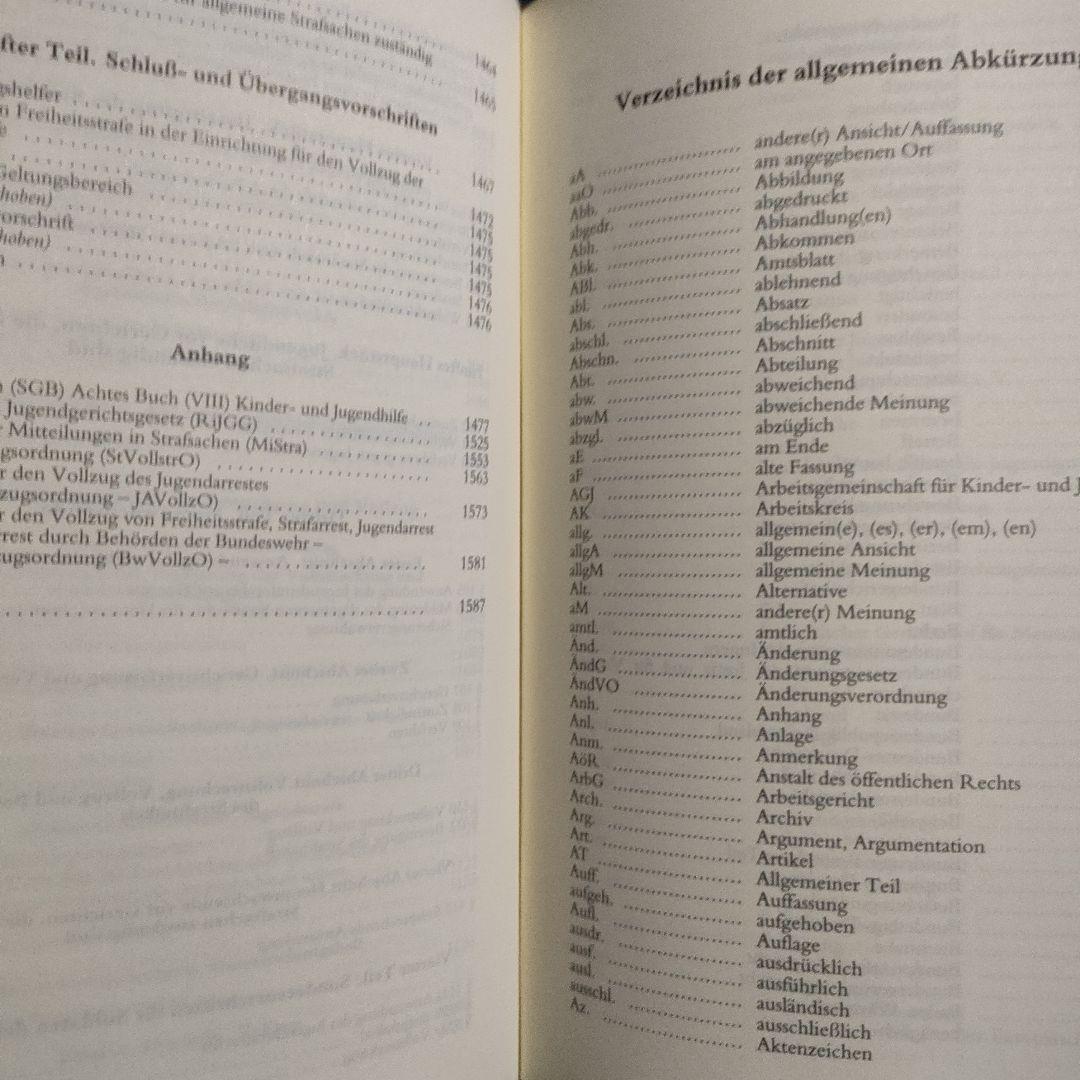 allgemeine Strafsachen zuständig
1464
1465
fter Teil. Schluß- und Übergangsvorschriften
gshelfer
n Freiheitsstrafe in der Einrichtung für den Vollzug der
e
1467
Geltungsbereich
1472
hoben)
1475
orschrift
1475
hoben)
1475
n
1476
1476
Anhang
(SGB) Achtes Buch (VIII) Kinder- und Jugendhilfe .. 1477
Jugendgerichtsgesetz (RiJGG) 1525
Mitteilungen in Strafsachen (MiStra) 1553
gsordnung (StVollstrO) 1563
r den Vollzug des Jugendarrestes
zugsordnung – JAVollzO) 1573
r den Vollzug von Freiheitsstrafe, Strafarrest, Jugendarrest
rrest durch Behörden der Bundeswehr –
zugsordnung (BwVollzO) – 1581
1587
Verzeichnis der allgemeinen Abkürzung
aA andere(r) Ansicht/Auffassung
aaO am angegebenen Ort
Abb. Abbildung
abgedr. abgedruckt
Abh. Abhandlung(en)
Abk. Abkommen
ABl. Amtsblatt
abl. ablehnend
Abs. Absatz
abschl. abschließend
Abschn. Abschnitt
Abt. Abteilung
abw. abweichend
abwM abweichende Meinung
abzgl. abzüglich
aE am Ende
aF alte Fassung
AGJ Arbeitsgemeinschaft für Kinder- und J
AK Arbeitskreis
allg. allgemein(e), (es), (er), (em), (en)
allgA allgemeine Ansicht
allgM allgemeine Meinung
Alt. Alternative
aM andere(r) Meinung
amtl. amtlich
Änd. Änderung
ÄndG Änderungsgesetz
ÄndVO Änderungsverordnung
Anh. Anhang
Anl. Anlage
Anm. Anmerkung
AöR Anstalt des öffentlichen Rechts
ArbG Arbeitsgericht
Arch. Archiv
Arg. Argument, Argumentation
Art. Artikel
AT Allgemeiner Teil
Auff. Auffassung
aufgeh. aufgehoben
Aufl. Auflage
ausdr. ausdrücklich
ausf. ausführlich
ausl. ausländisch
ausschl. ausschließlich
Az. Aktenzeichen